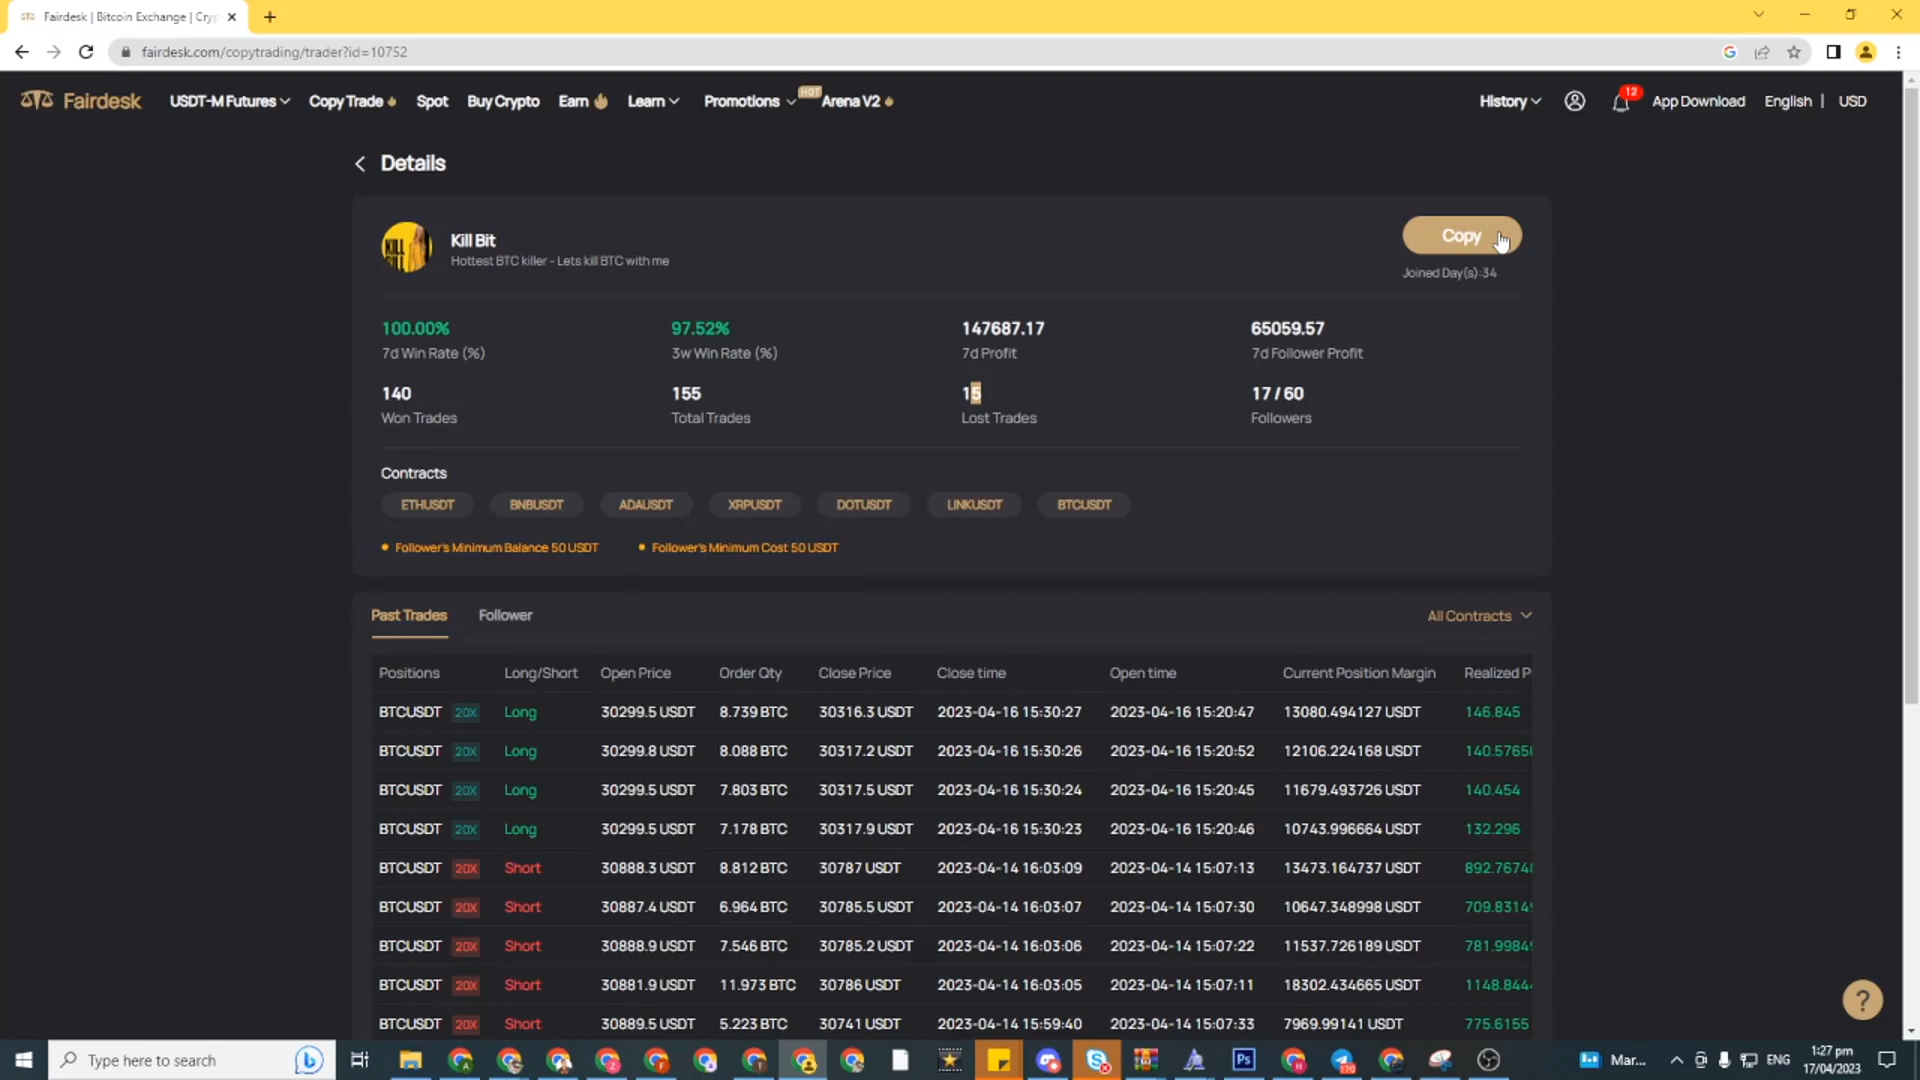 Fairdesk | Bitcoin Exchange | Cryp
fairdesk.com/copytrading/trader?id=10752
Fairdesk USDT-M Futures Copy Trade Spot Buy Crypto Earn Learn Promotions HOT Arena V2 History 12 App Download English | USD
Details
KILL
Kill Bit
Hottest BTC killer - Lets kill BTC with me
Copy
Joined Day(s):34
100.00% 97.52% 147687.17 65059.57
7d Win Rate (%) 3w Win Rate (%) 7d Profit 7d Follower Profit
140 155 15 17 / 60
Won Trades Total Trades Lost Trades Followers
Contracts
ETHUSDT BNBUSDT ADAUSDT XRPUSDT DOTUSDT LINKUSDT BTCUSDT
Follower's Minimum Balance 50 USDT Follower's Minimum Cost 50 USDT
Past Trades Follower All Contracts
Positions Long/Short Open Price Order Qty Close Price Close time Open time Current Position Margin Realized P
BTCUSDT 20X Long 30299.5 USDT 8.739 BTC 30316.3 USDT 2023-04-16 15:30:27 2023-04-16 15:20:47 13080.494127 USDT 146.845
BTCUSDT 20X Long 30299.8 USDT 8.088 BTC 30317.2 USDT 2023-04-16 15:30:26 2023-04-16 15:20:52 12106.224168 USDT 140.5765
BTCUSDT 20X Long 30299.5 USDT 7.803 BTC 30317.5 USDT 2023-04-16 15:30:24 2023-04-16 15:20:45 11679.493726 USDT 140.454
BTCUSDT 20X Long 30299.5 USDT 7.178 BTC 30317.9 USDT 2023-04-16 15:30:23 2023-04-16 15:20:46 10743.996664 USDT 132.296
BTCUSDT 20X Short 30888.3 USDT 8.812 BTC 30787 USDT 2023-04-14 16:03:09 2023-04-14 15:07:13 13473.164737 USDT 892.7674
BTCUSDT 20X Short 30887.4 USDT 6.964 BTC 30785.5 USDT 2023-04-14 16:03:07 2023-04-14 15:07:30 10647.348998 USDT 709.8314
BTCUSDT 20X Short 30888.9 USDT 7.546 BTC 30785.2 USDT 2023-04-14 16:03:06 2023-04-14 15:07:22 11537.726189 USDT 781.9984
BTCUSDT 20X Short 30881.9 USDT 11.973 BTC 30786 USDT 2023-04-14 16:03:05 2023-04-14 15:07:11 18302.434665 USDT 1148.844
BTCUSDT 20X Short 30889.5 USDT 5.223 BTC 30741 USDT 2023-04-14 15:59:40 2023-04-14 15:07:33 7969.99141 USDT 775.6155
?
Type here to search
Mar... ENG 1:27 pm
17/04/2023